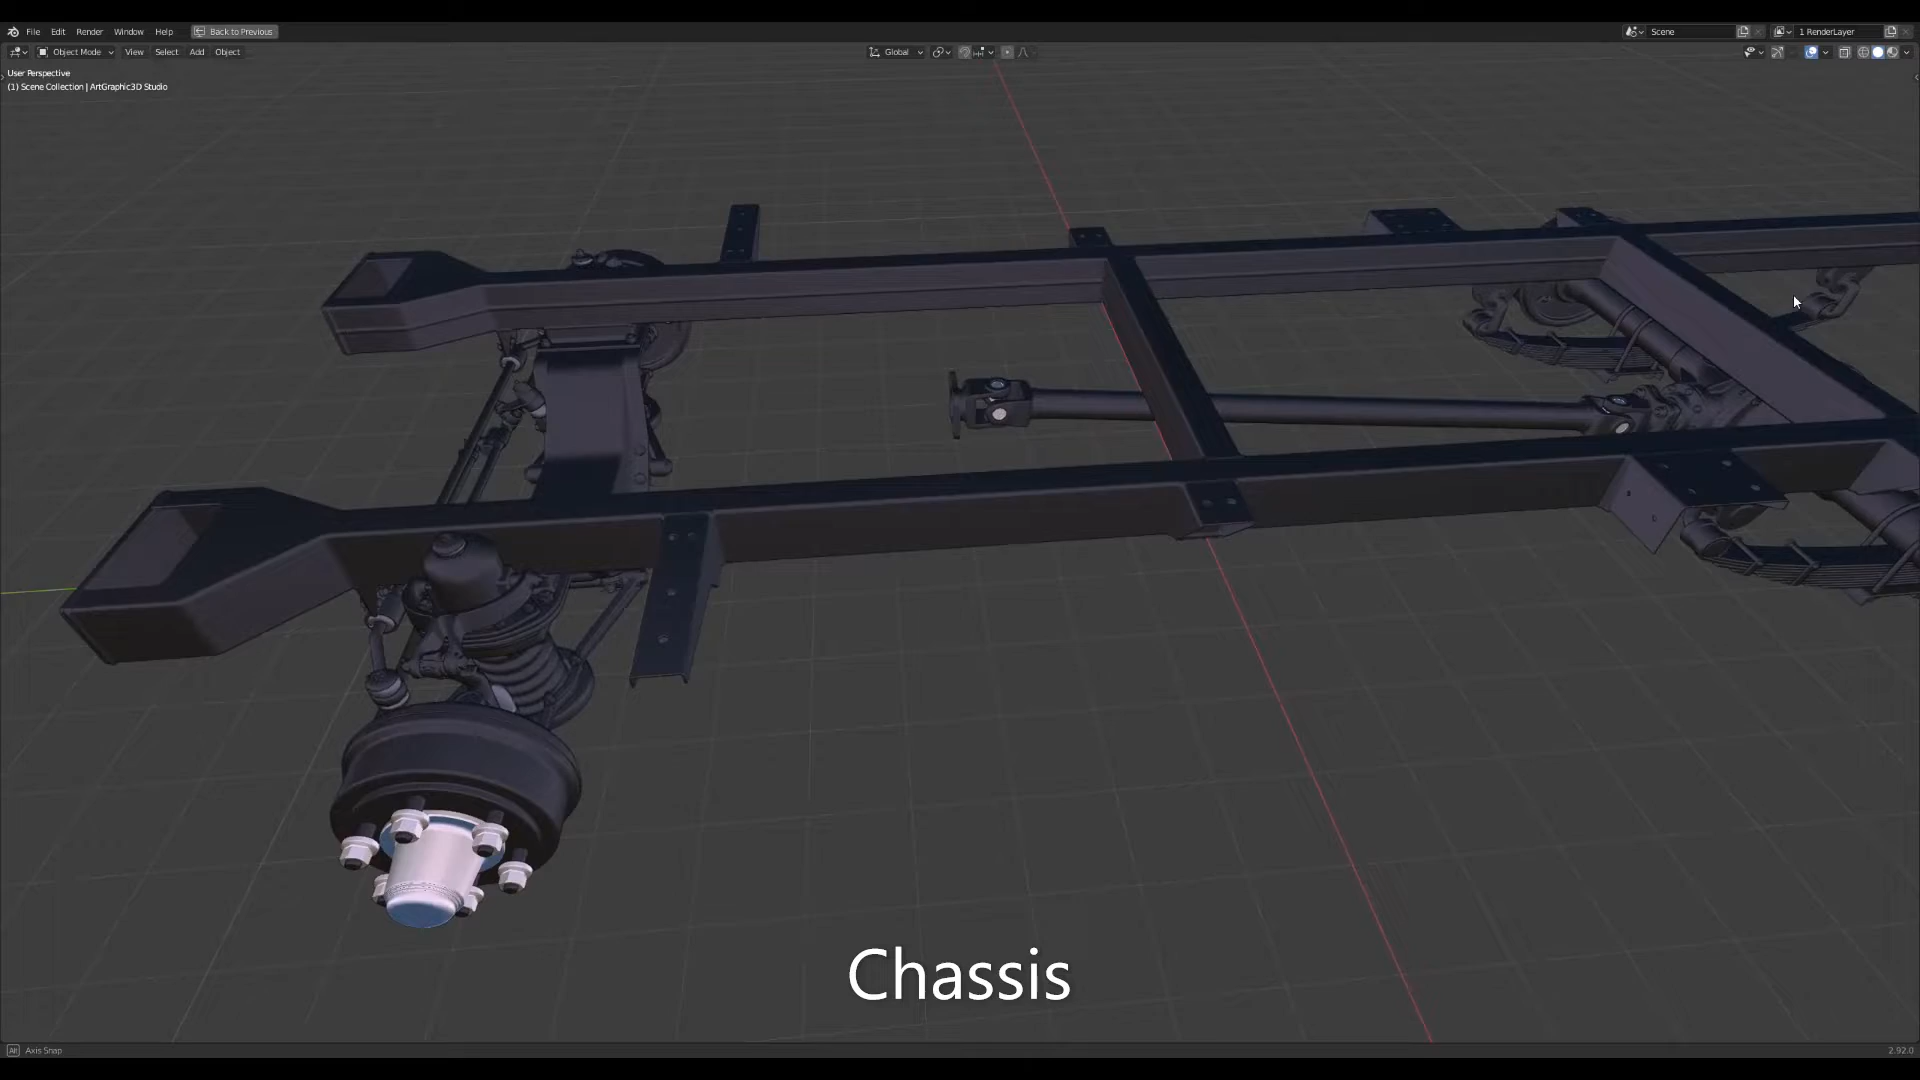 File Edit Render Window Help Back to Previous Scene 1 RenderLayer
Object Mode View Select Add Object Global
User Perspective
(1) Scene Collection | ArtGraphic3D Studio
Chassis
Alt Axis Snap 2.92.0